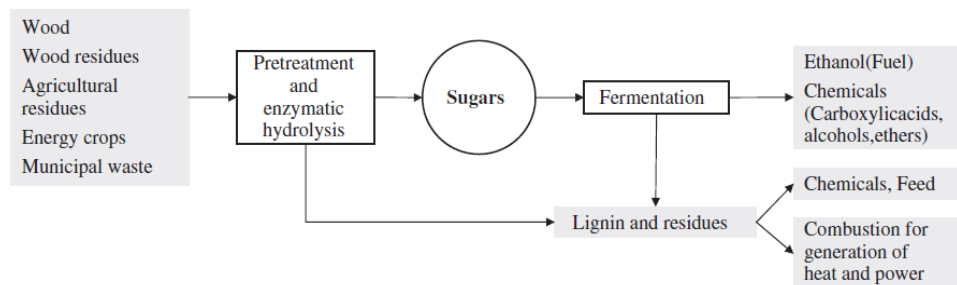 Wood
Wood residues
Agricultural
residues
Energy crops
Municipal waste
Pretreatment
and
enzymatic
hydrolysis
Sugars
Fermentation
Ethanol(Fuel)
Chemicals
(Carboxylicacids,
alcohols,ethers)
Lignin and residues
Chemicals, Feed
Combustion for
generation of
heat and power